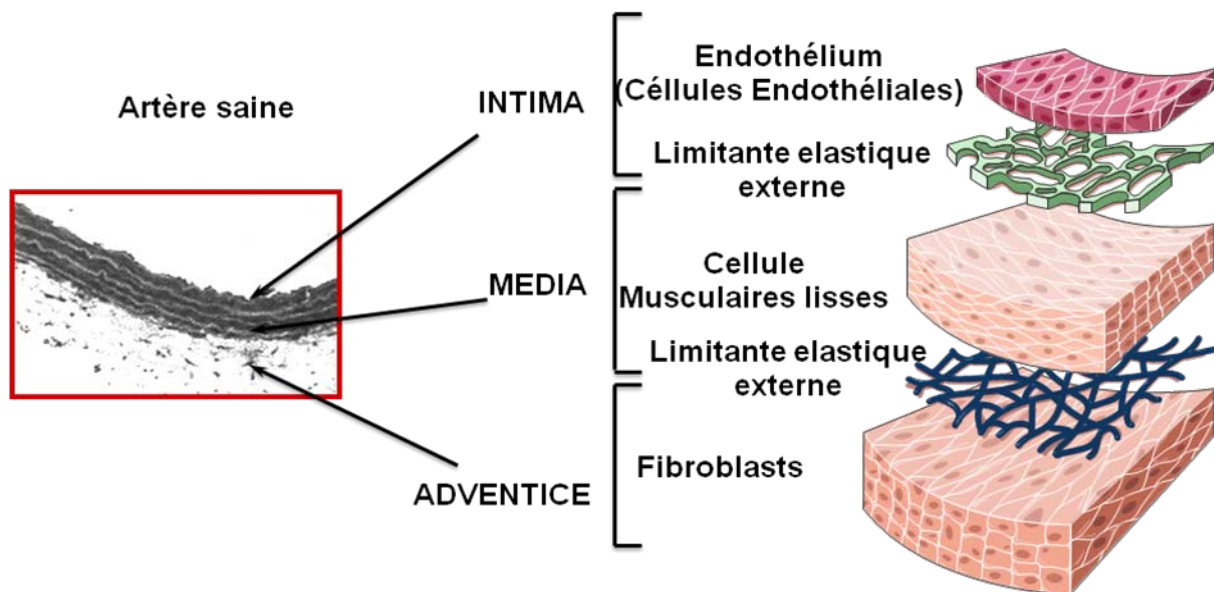 Artère saine
INTIMA
MEDIA
ADVENTICE
Endothélium
(Céllules Endothéliales)
Limitante elastique
externe
Cellule
Musculaires lisses
Limitante elastique
externe
Fibroblasts